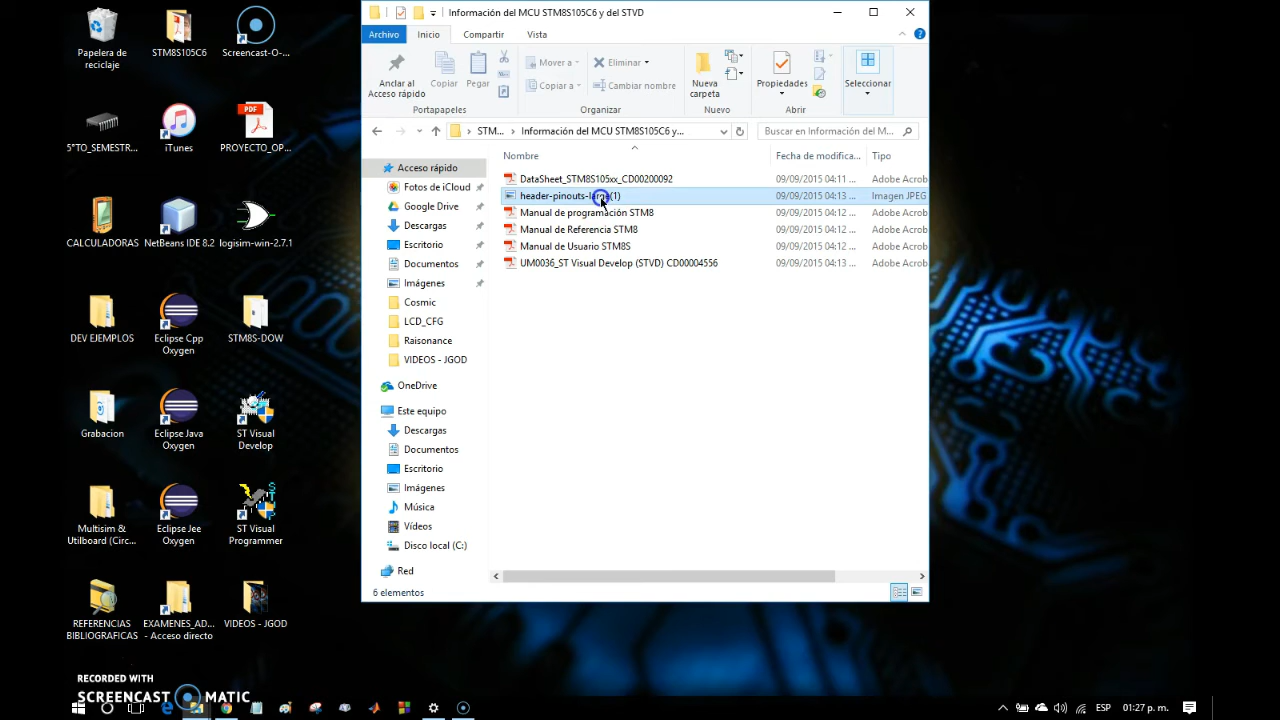 Información del MCU STM8S105C6 y del STVD
Archivo
Inicio
Compartir
Vista
Anclar al
Acceso rápido
Copiar
Pegar
Portapapeles
Mover a
Copiar a
Eliminar
Cambiar nombre
Organizar
Nueva
carpeta
Nuevo
Propiedades
Abrir
Seleccionar
STM...
Información del MCU STM8S105C6 y...
Buscar en Información del M...
Acceso rápido
Fotos de iCloud
Google Drive
Descargas
Escritorio
Documentos
Imágenes
Cosmic
LCD_CFG
Raisonance
VIDEOS - JGOD
OneDrive
Este equipo
Descargas
Documentos
Escritorio
Imágenes
Música
Vídeos
Disco local (C:)
Red
Nombre Fecha de modifica... Tipo
DataSheet_STM8S105xx_CD00200092 09/09/2015 04:11 ... Adobe Acrob
header-pinouts-large(1) 09/09/2015 04:13 ... Imagen JPEG
Manual de programación STM8 09/09/2015 04:12 ... Adobe Acrob
Manual de Referencia STM8 09/09/2015 04:12 ... Adobe Acrob
Manual de Usuario STM8S 09/09/2015 04:12 ... Adobe Acrob
UM0036_ST Visual Develop (STVD) CD00004556 09/09/2015 04:13 ... Adobe Acrob
6 elementos
Papelera de
reciclaje
STM8S105C6
Screencast-O-...
5°TO_SEMESTR...
iTunes
PDF
PROYECTO_OP...
CALCULADORAS
NetBeans IDE 8.2
logisim-win-2.7.1
DEV EJEMPLOS
Eclipse Cpp
Oxygen
STM8S-DOW
Grabacion
Eclipse Java
Oxygen
ST Visual
Develop
Multisim &
Utilboard (Circ...
Eclipse Jee
Oxygen
ST Visual
Programmer
REFERENCIAS
BIBLIOGRAFICAS
EXAMENES_AD...
- Acceso directo
VIDEOS - JGOD
RECORDED WITH
SCREENCAST MATIC
ESP
01:27 p. m.